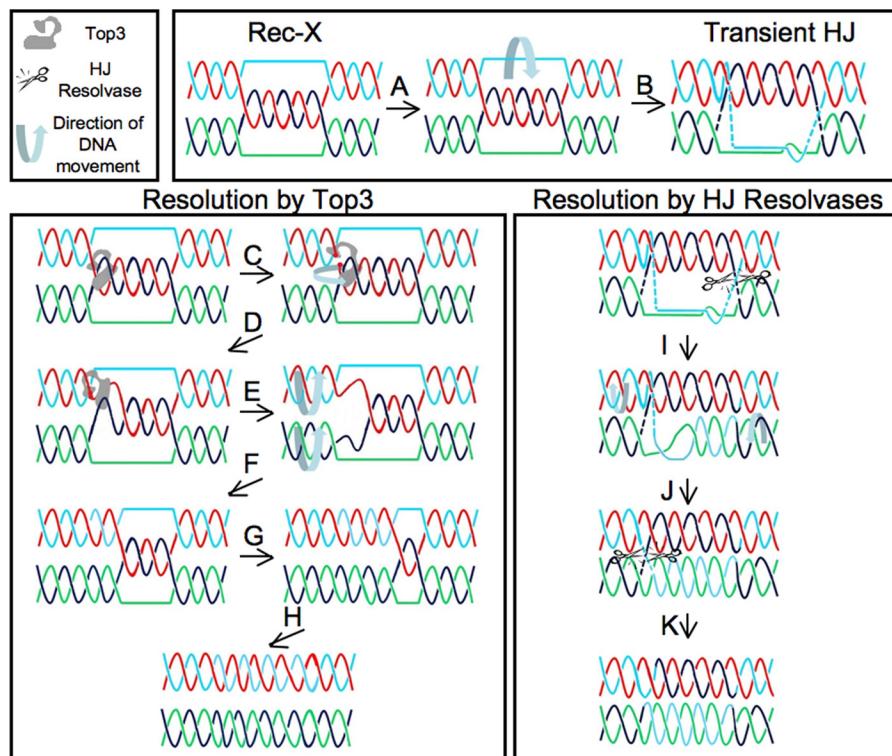 Top3
HJ
Resolvase
Direction of
DNA
movement
Rec-X
Transient HJ
A
B
Resolution by Top3
C
D
E
F
G
H
Resolution by HJ Resolvases
I
J
K